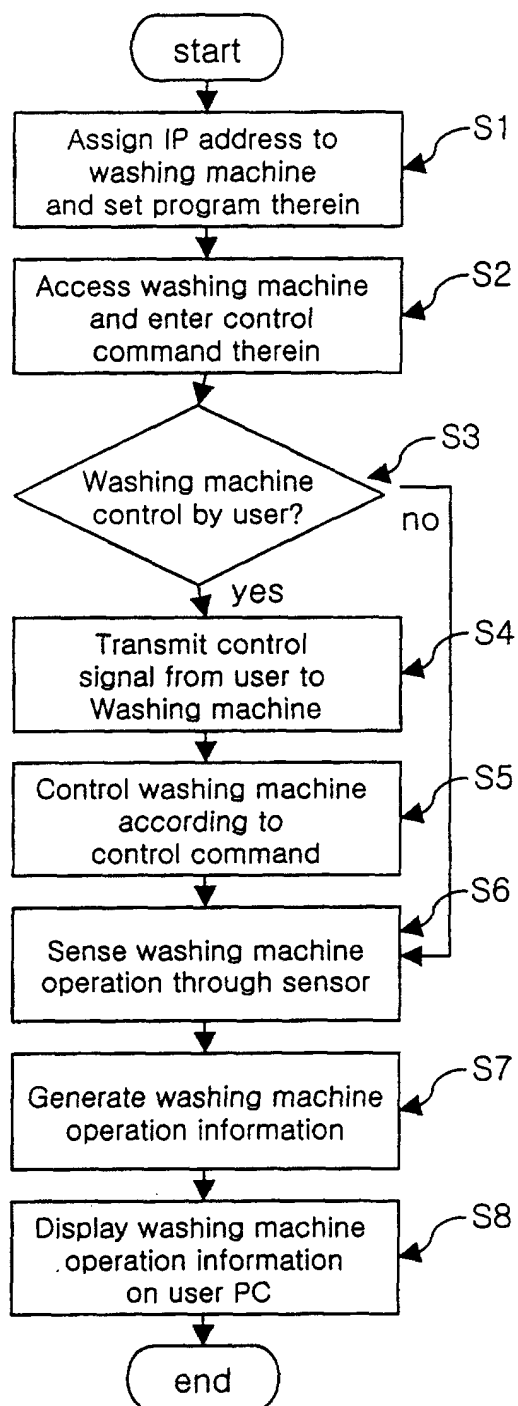 start
Assign IP address to
washing machine
and set program therein
S1
Access washing machine
and enter control
command therein
S2
Washing machine
control by user?
S3
no
yes
Transmit control
signal from user to
Washing machine
S4
Control washing machine
according to
control command
S5
Sense washing machine
operation through sensor
S6
Generate washing machine
operation information
S7
Display washing machine
operation information
on user PC
S8
end